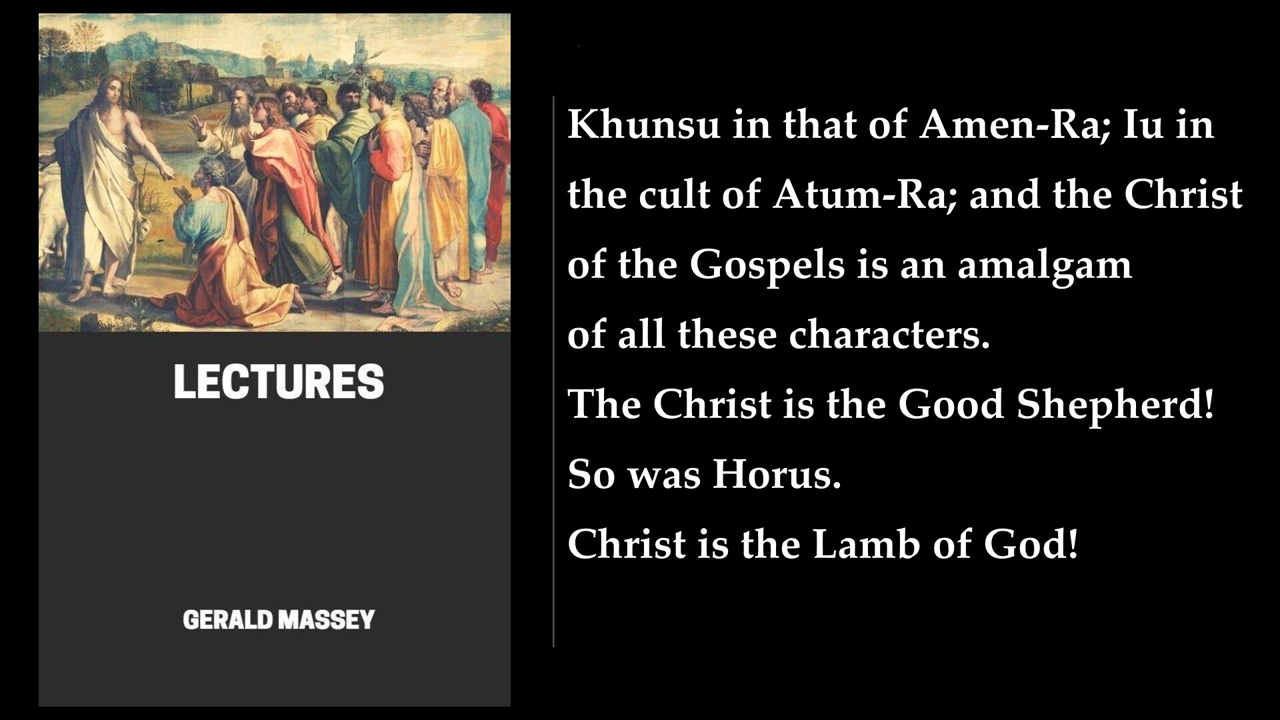 LECTURES
GERALD MASSEY
Khunsu in that of Amen-Ra; Iu in
the cult of Atum-Ra; and the Christ
of the Gospels is an amalgam
of all these characters.
The Christ is the Good Shepherd!
So was Horus.
Christ is the Lamb of God!